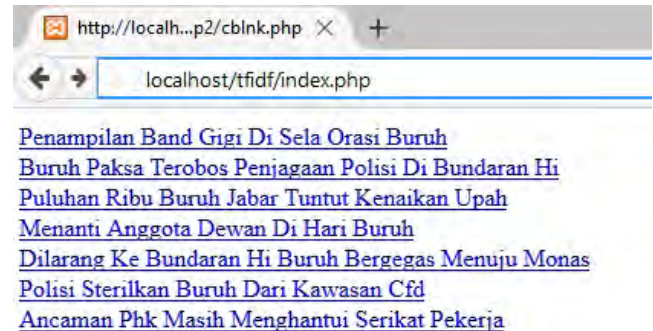 http://localh...p2/cblnk.php
localhost/tfidf/index.php
Penampilan Band Gigi Di Sela Orasi Buruh
Buruh Paksa Terobos Penjagaan Polisi Di Bundaran Hi
Puluhan Ribu Buruh Jabar Tuntut Kenaikan Upah
Menanti Anggota Dewan Di Hari Buruh
Dilarang Ke Bundaran Hi Buruh Bergegas Menuju Monas
Polisi Sterilkan Buruh Dari Kawasan Cfd
Ancaman Phk Masih Menghantui Serikat Pekerja